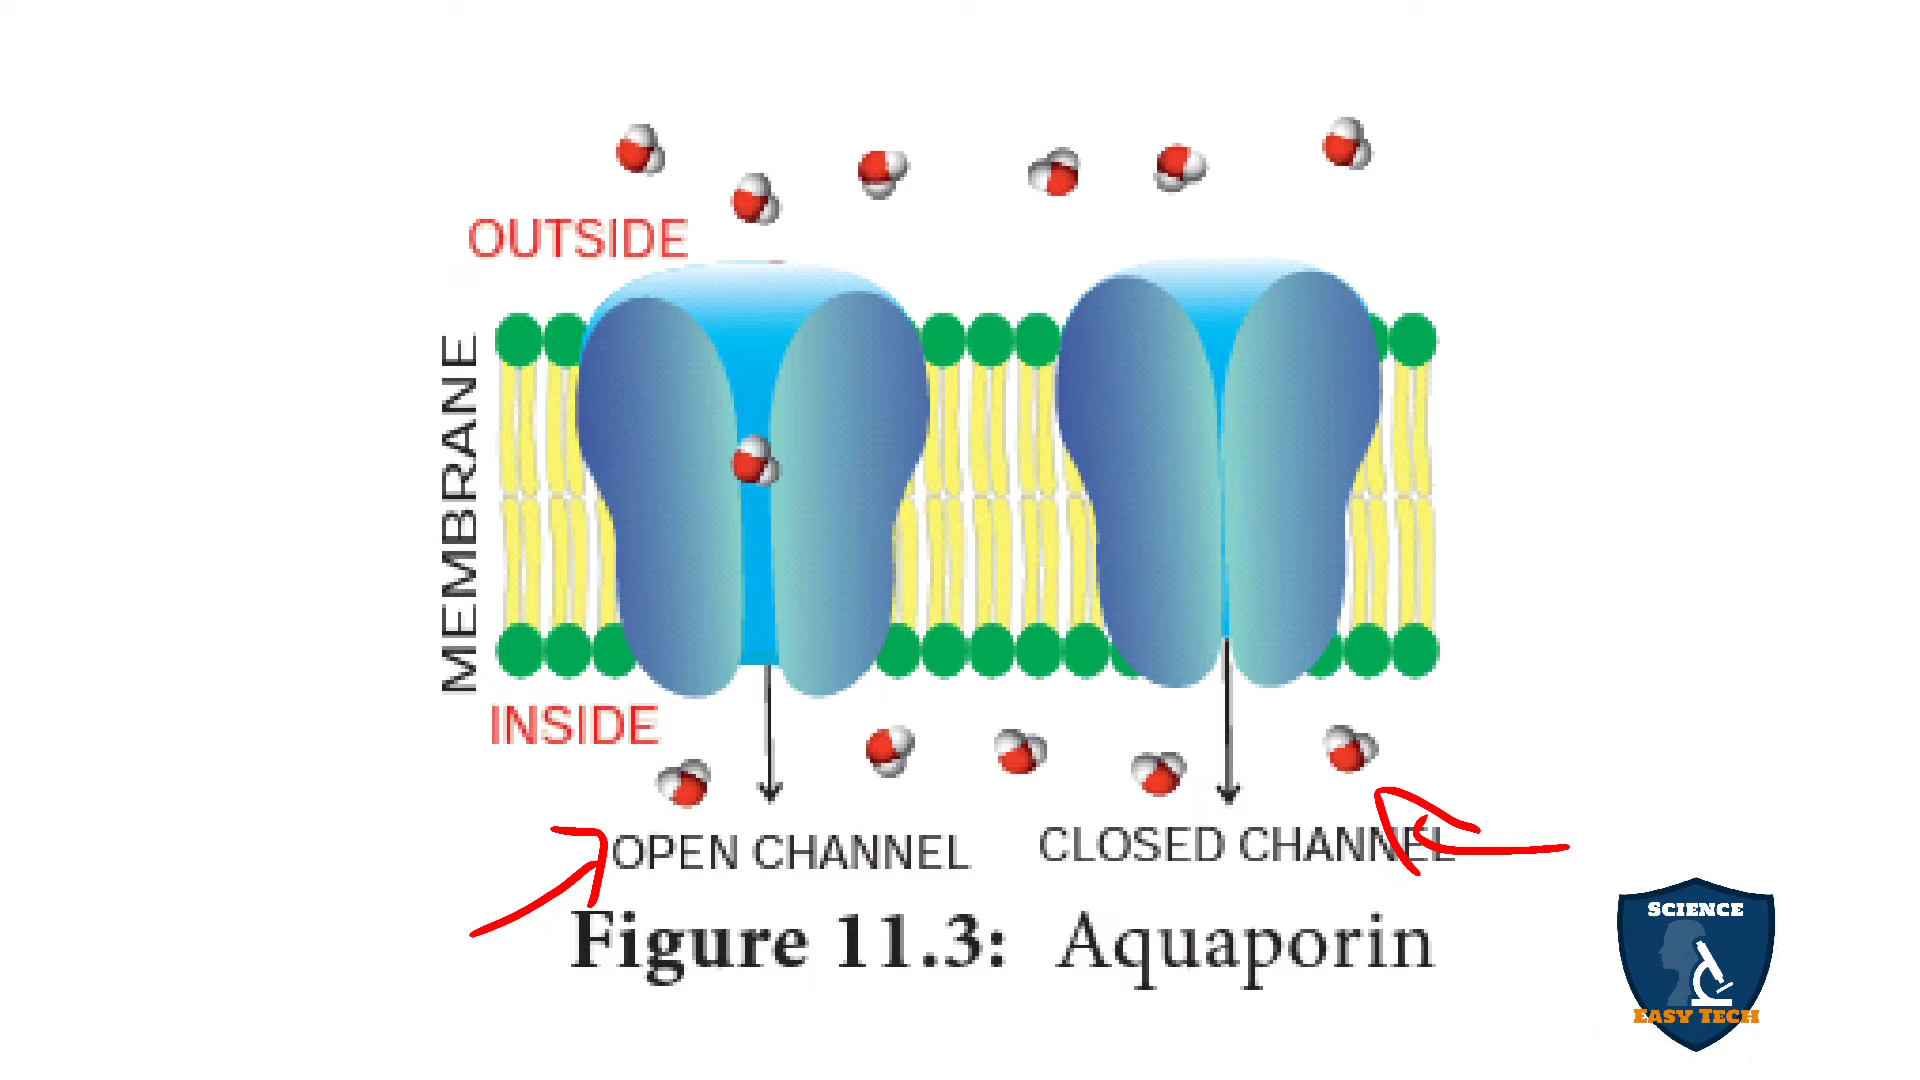 OUTSIDE
MEMBRANE
INSIDE
OPEN CHANNEL
CLOSED CHANNEL
Figure 11.3: Aquaporin
SCIENCE
EASY TECH